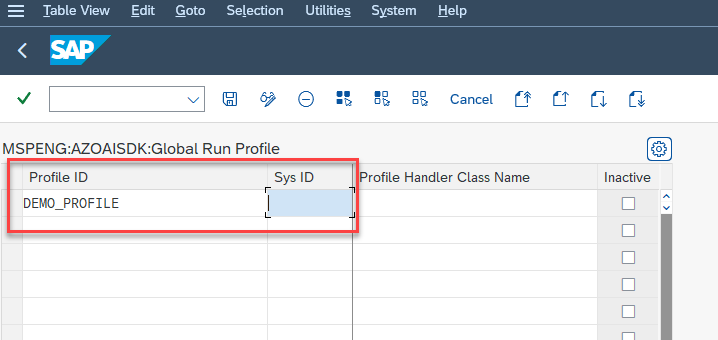 Table View Edit Goto Selection Utilities System Help
SAP
Cancel
MSPENG:AZOAISDK:Global Run Profile
Profile ID Sys ID Profile Handler Class Name Inactive
DEMO_PROFILE